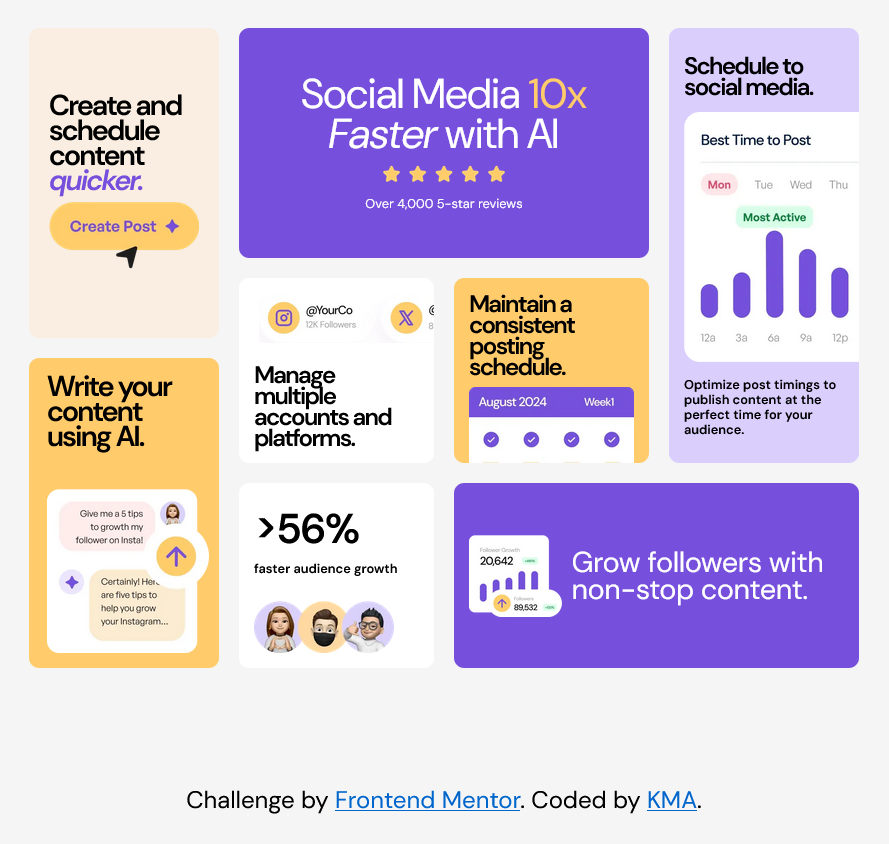 Create and
schedule
content
quicker.
Create Post
Social Media 10x
Faster with AI
Over 4,000 5-star reviews
Schedule to
social media.
Best Time to Post
Mon Tue Wed Thu
Most Active
12a 3a 6a 9a 12p
Optimize post timings to
publish content at the
perfect time for your
audience.
@YourCo
12K Followers
@
8
Manage
multiple
accounts and
platforms.
Maintain a
consistent
posting
schedule.
August 2024 Week1
Write your
content
using AI.
Give me a 5 tips
to growth my
follower on Insta!
Certainly! Here
are five tips to
help you grow
your Instagram...
>56%
faster audience growth
Follower Growth
20,642
Followers
89,532
Grow followers with
non-stop content.
Challenge by Frontend Mentor. Coded by KMA.